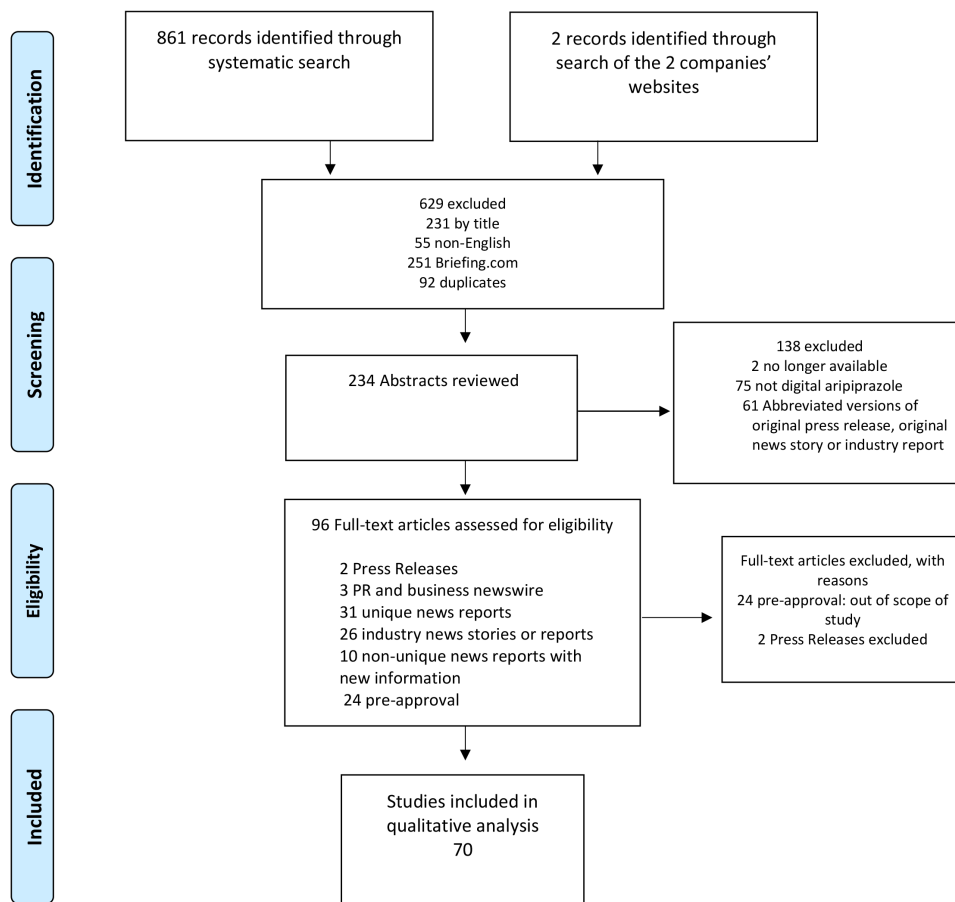 861 records identified through
systematic search
2 records identified through
search of the 2 companies’
websites
Identification
629 excluded
231 by title
55 non-English
251 Briefing.com
92 duplicates
Screening
234 Abstracts reviewed
138 excluded
2 no longer available
75 not digital aripiprazole
61 Abbreviated versions of
original press release, original
news story or industry report
Eligibility
96 Full-text articles assessed for eligibility
2 Press Releases
3 PR and business newswire
31 unique news reports
26 industry news stories or reports
10 non-unique news reports with
new information
24 pre-approval
Full-text articles excluded, with
reasons
24 pre-approval: out of scope of
study
2 Press Releases excluded
Included
Studies included in
qualitative analysis
70